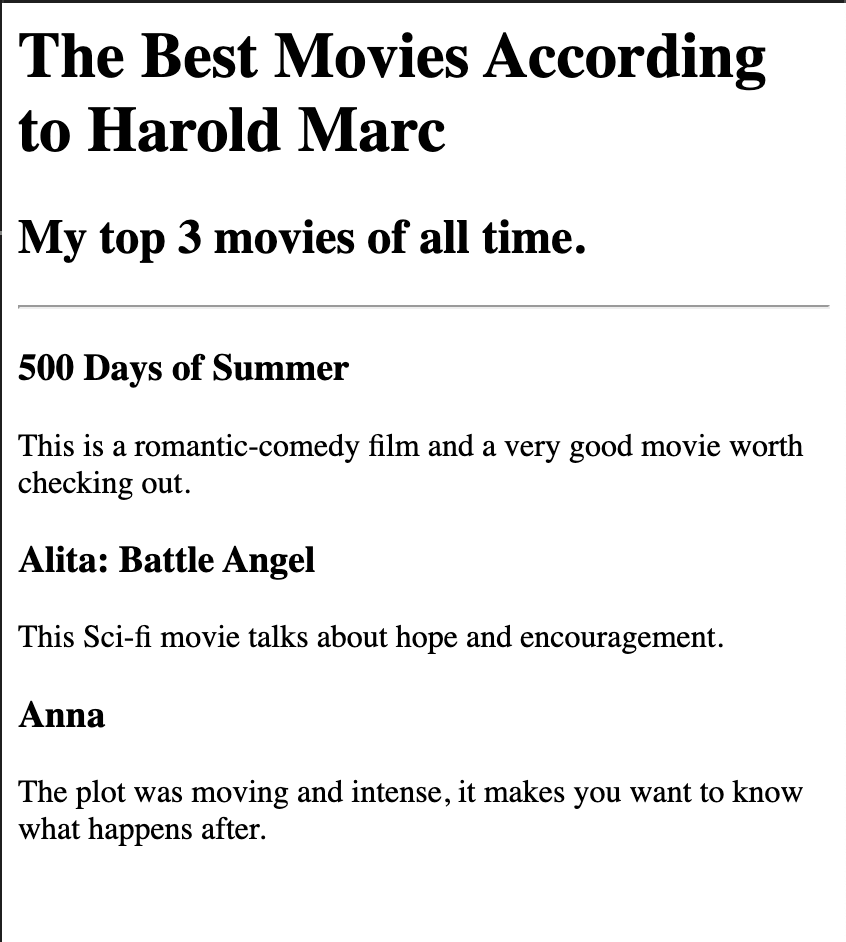 The Best Movies According
to Harold Marc
My top 3 movies of all time.
500 Days of Summer
This is a romantic-comedy film and a very good movie worth
checking out.
Alita: Battle Angel
This Sci-fi movie talks about hope and encouragement.
Anna
The plot was moving and intense, it makes you want to know
what happens after.